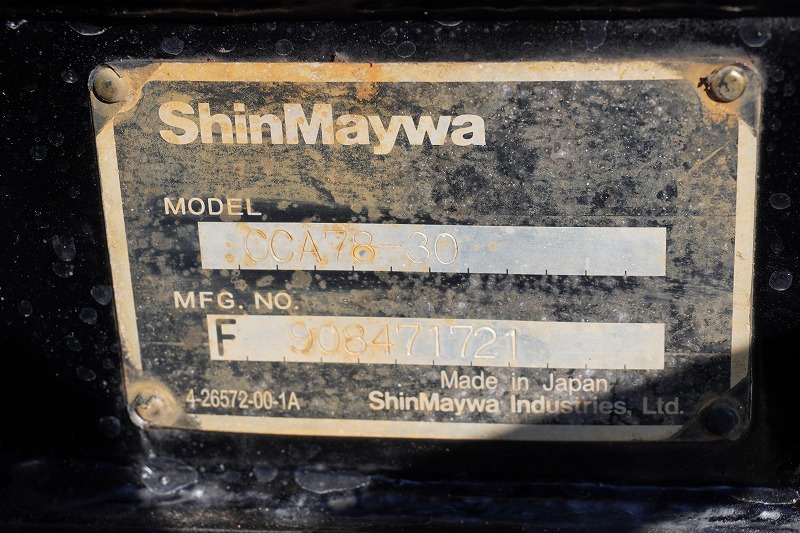 ShinMaywa
MODEL
CCA78-30
MFG. NO.
F 908471721
Made in Japan
4-26572-00-1A
ShinMaywa Industries, Ltd.